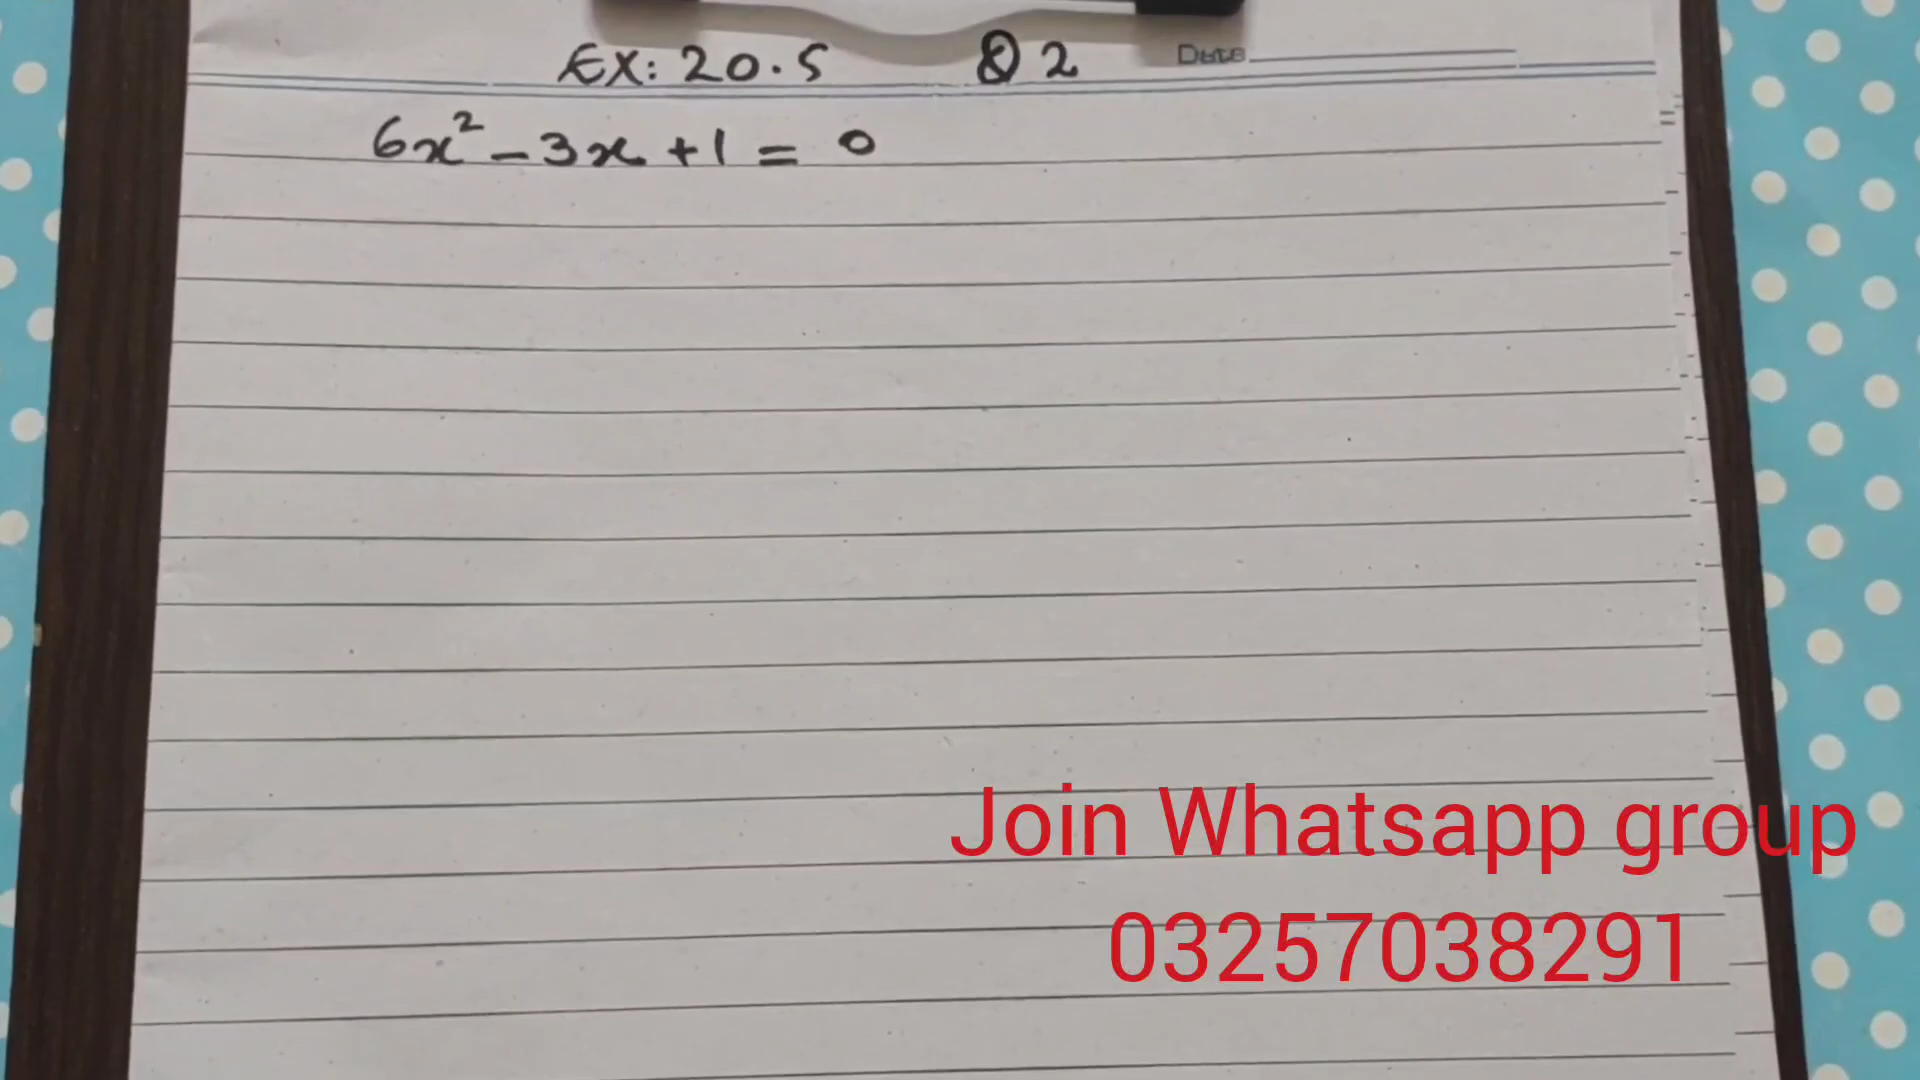 EX: 20.5 Q 2 Date
6x² - 3x + 1 = 0
Join Whatsapp group
03257038291